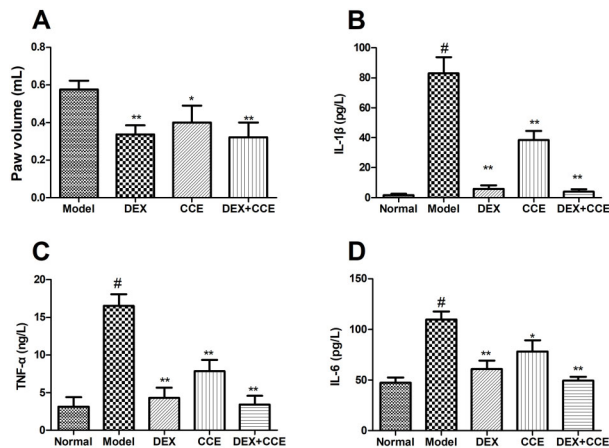 A
Paw volume (mL)
0.8
0.6
0.4
0.2
0.0
**
*
**
Model DEX CCE DEX+CCE
B
IL-1β (pg/L)
100
80
60
40
20
0
#
**
**
**
Normal Model DEX CCE DEX+CCE
C
TNF-α (ng/L)
20
15
10
5
0
#
**
**
**
Normal Model DEX CCE DEX+CCE
D
IL-6 (pg/L)
150
100
50
0
#
**
*
**
Normal Model DEX CCE DEX+CCE